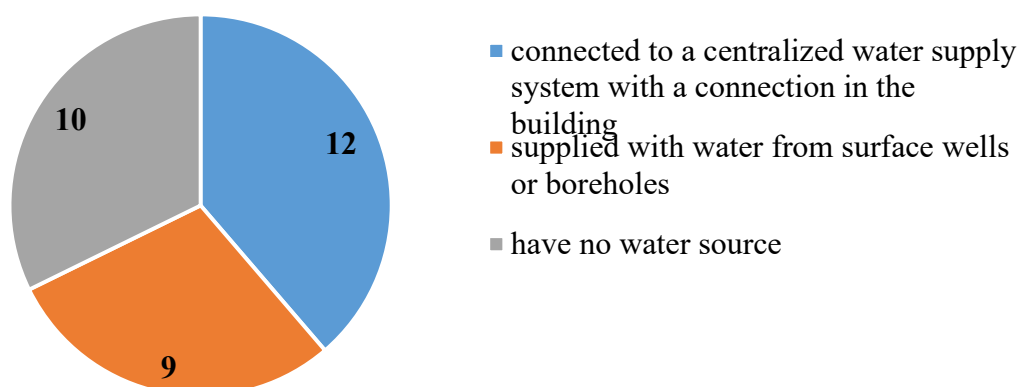 10
12
9
connected to a centralized water supply
system with a connection in the
building
supplied with water from surface wells
or boreholes
have no water source